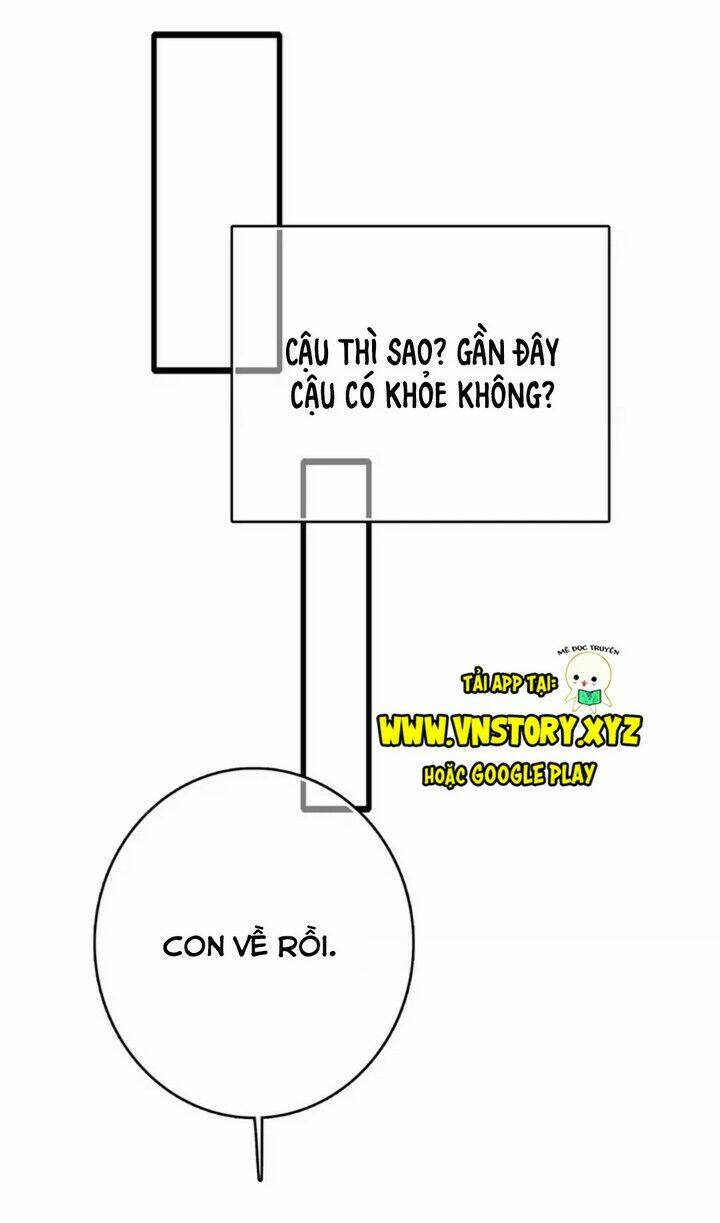 CẬU THÌ SAO? GẦN ĐÂY
CẬU CÓ KHỎE KHÔNG?
MÊ ĐỌC TRUYỆN
TẢI APP TẠI:
WWW.VNSTORY.XYZ
HOẶC GOOGLE PLAY
CON VỀ RỒI.